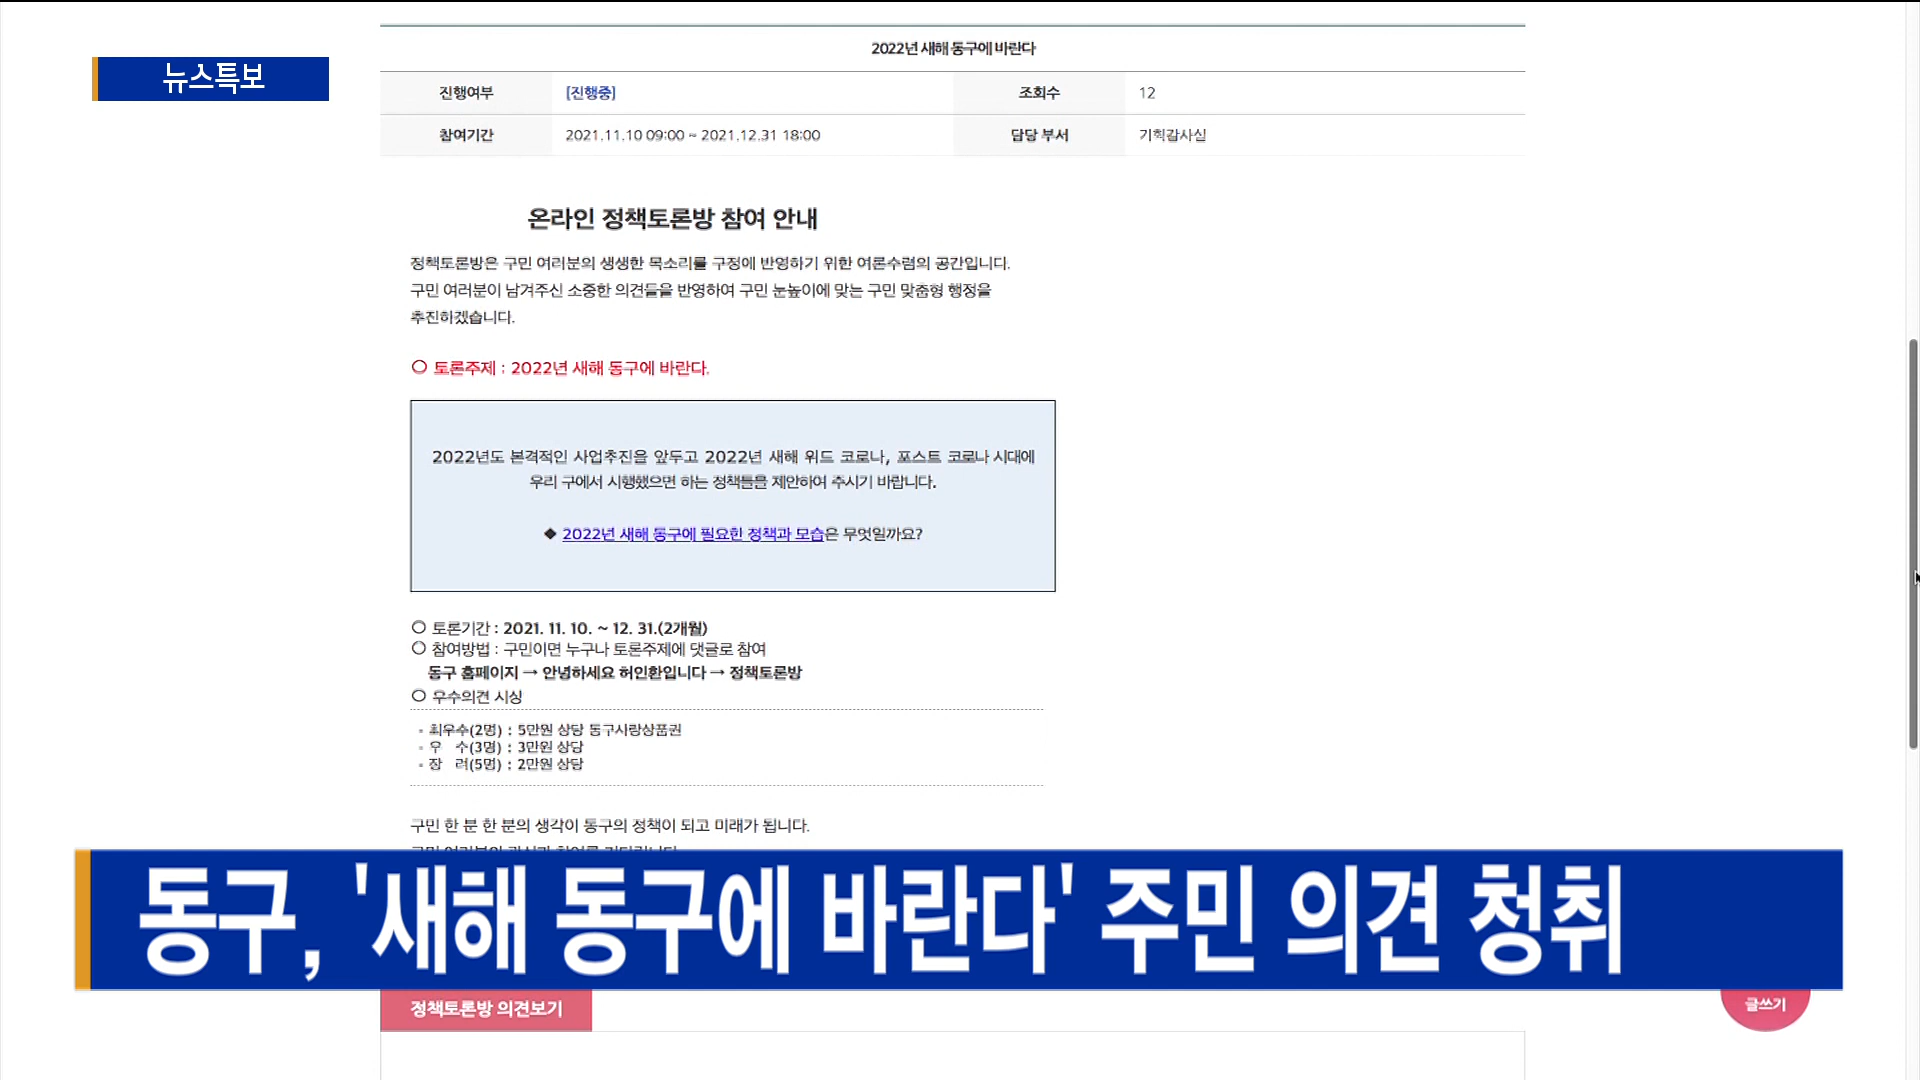 뉴스특보
2022년 새해 동구에 바란다
진행여부 [진행중] 조회수 12
참여기간 2021.11.10 09:00 ~ 2021.12.31 18:00 담당 부서 기획감사실
온라인 정책토론방 참여 안내
정책토론방은 구민 여러분의 생생한 목소리를 구정에 반영하기 위한 여론수렴의 공간입니다.
구민 여러분이 남겨주신 소중한 의견들을 반영하여 구민 눈높이에 맞는 구민 맞춤형 행정을
추진하겠습니다.
○ 토론주제 : 2022년 새해 동구에 바란다.
2022년도 본격적인 사업추진을 앞두고 2022년 새해 위드 코로나, 포스트 코로나 시대에
우리 구에서 시행했으면 하는 정책들을 제안하여 주시기 바랍니다.
◆ 2022년 새해 동구에 필요한 정책과 모습은 무엇일까요?
○ 토론기간 : 2021. 11. 10. ~ 12. 31.(2개월)
○ 참여방법 : 구민이면 누구나 토론주제에 댓글로 참여
동구 홈페이지 → 안녕하세요 허인환입니다 → 정책토론방
○ 우수의견 시상
- 최우수(2명) : 5만원 상당 동구사랑상품권
- 우 수(3명) : 3만원 상당
- 장 려(5명) : 2만원 상당
구민 한 분 한 분의 생각이 동구의 정책이 되고 미래가 됩니다.
동구, '새해 동구에 바란다' 주민 의견 청취
정책토론방 의견보기
글쓰기